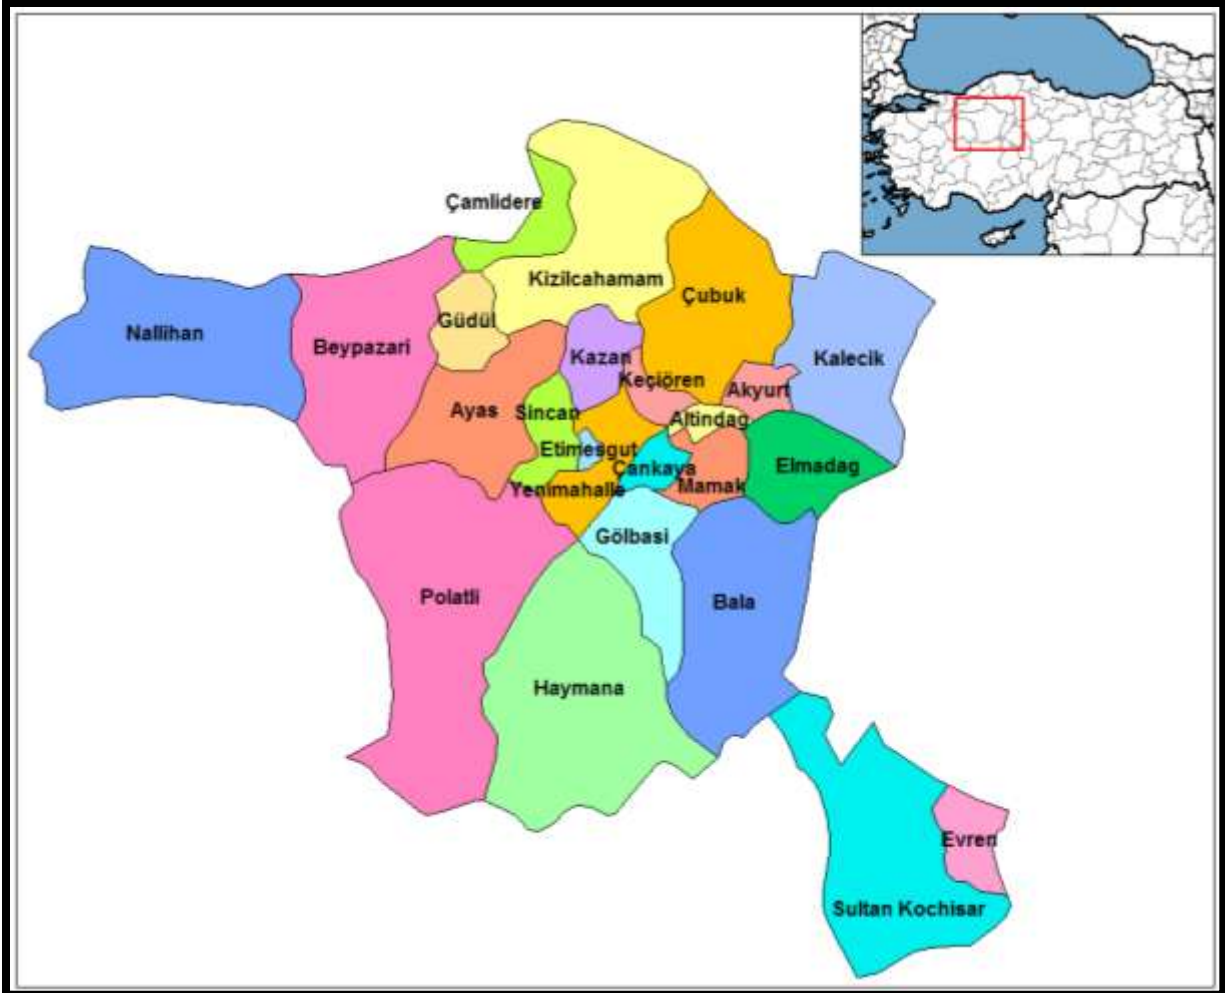 Çamlidere
Kizilcahamam
Çubuk
Güdül
Nallihan
Beypazari
Kazan
Kalecik
Keçiören
Akyurt
Ayas
Sincan
Altindag
Etimesgut
Çankaya
Elmadag
Yenimahalle
Mamak
Gölbasi
Polatli
Bala
Haymana
Evren
Sultan Kochisar